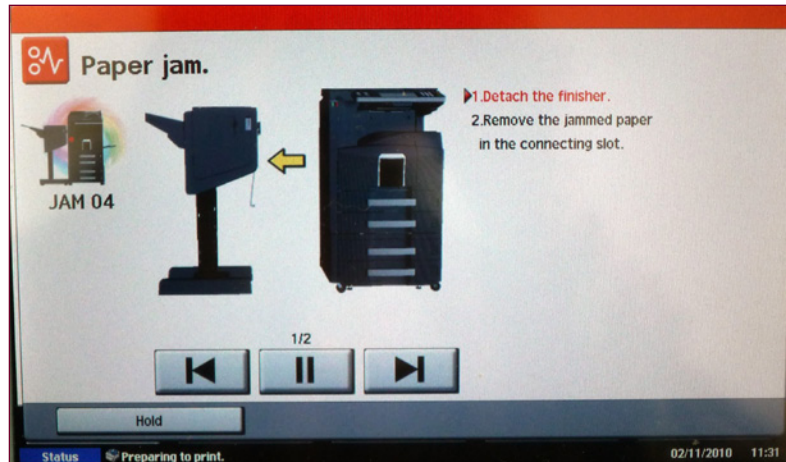 Paper jam.
1.Detach the finisher.
2.Remove the jammed paper
in the connecting slot.
JAM 04
1/2
Hold
Status Preparing to print. 02/11/2010 11:31